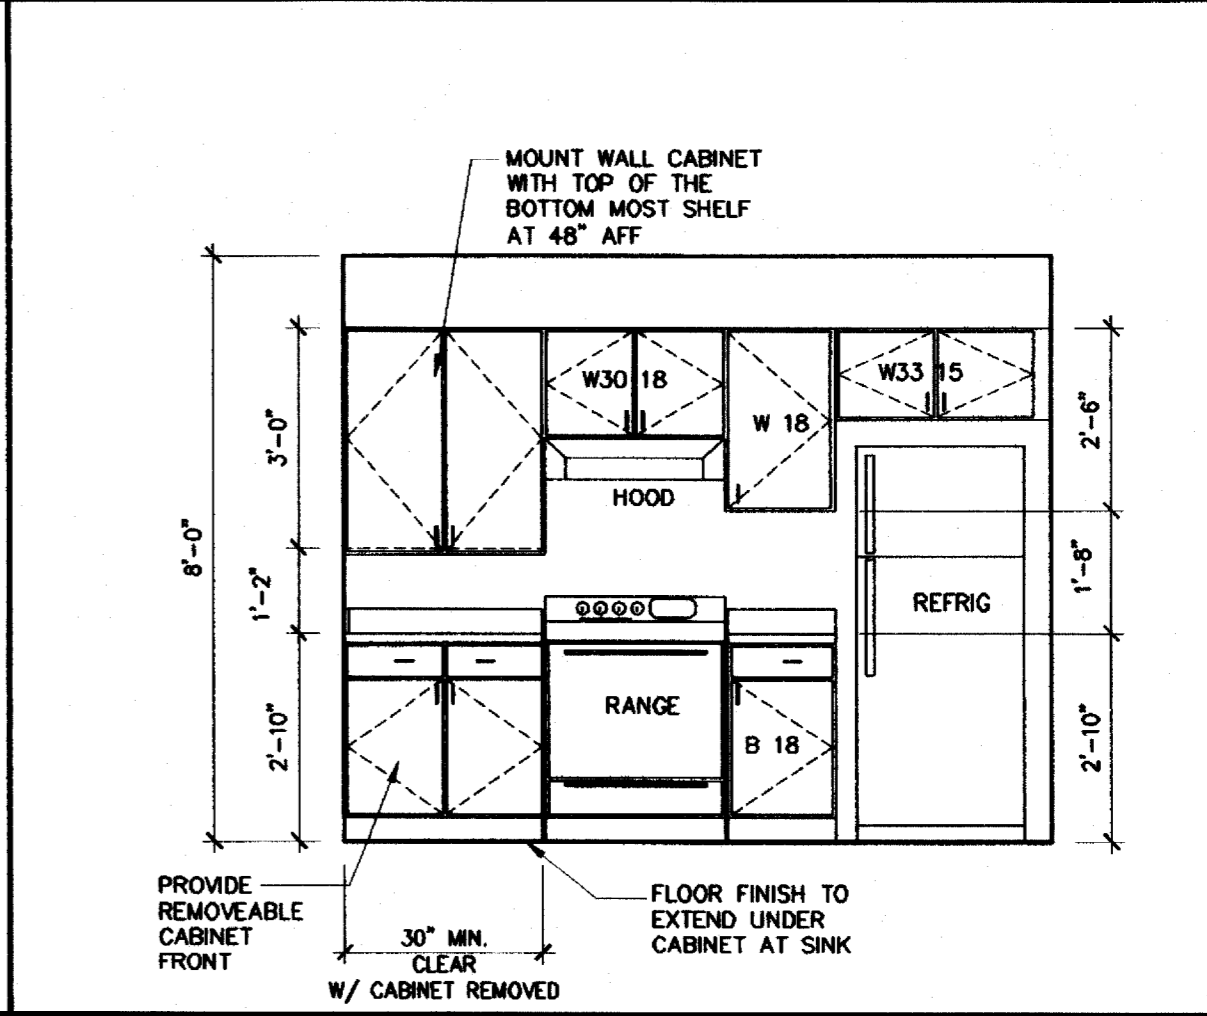 MOUNT WALL CABINET
WITH TOP OF THE
BOTTOM MOST SHELF
AT 48" AFF
W30 18
W33 15
W 18
HOOD
3'-0"
2'-6"
8'-0"
1'-2"
1'-8"
REFRIG
RANGE
B 18
2'-10"
2'-10"
PROVIDE
REMOVEABLE
CABINET
FRONT
30" MIN.
CLEAR
W/ CABINET REMOVED
FLOOR FINISH TO
EXTEND UNDER
CABINET AT SINK